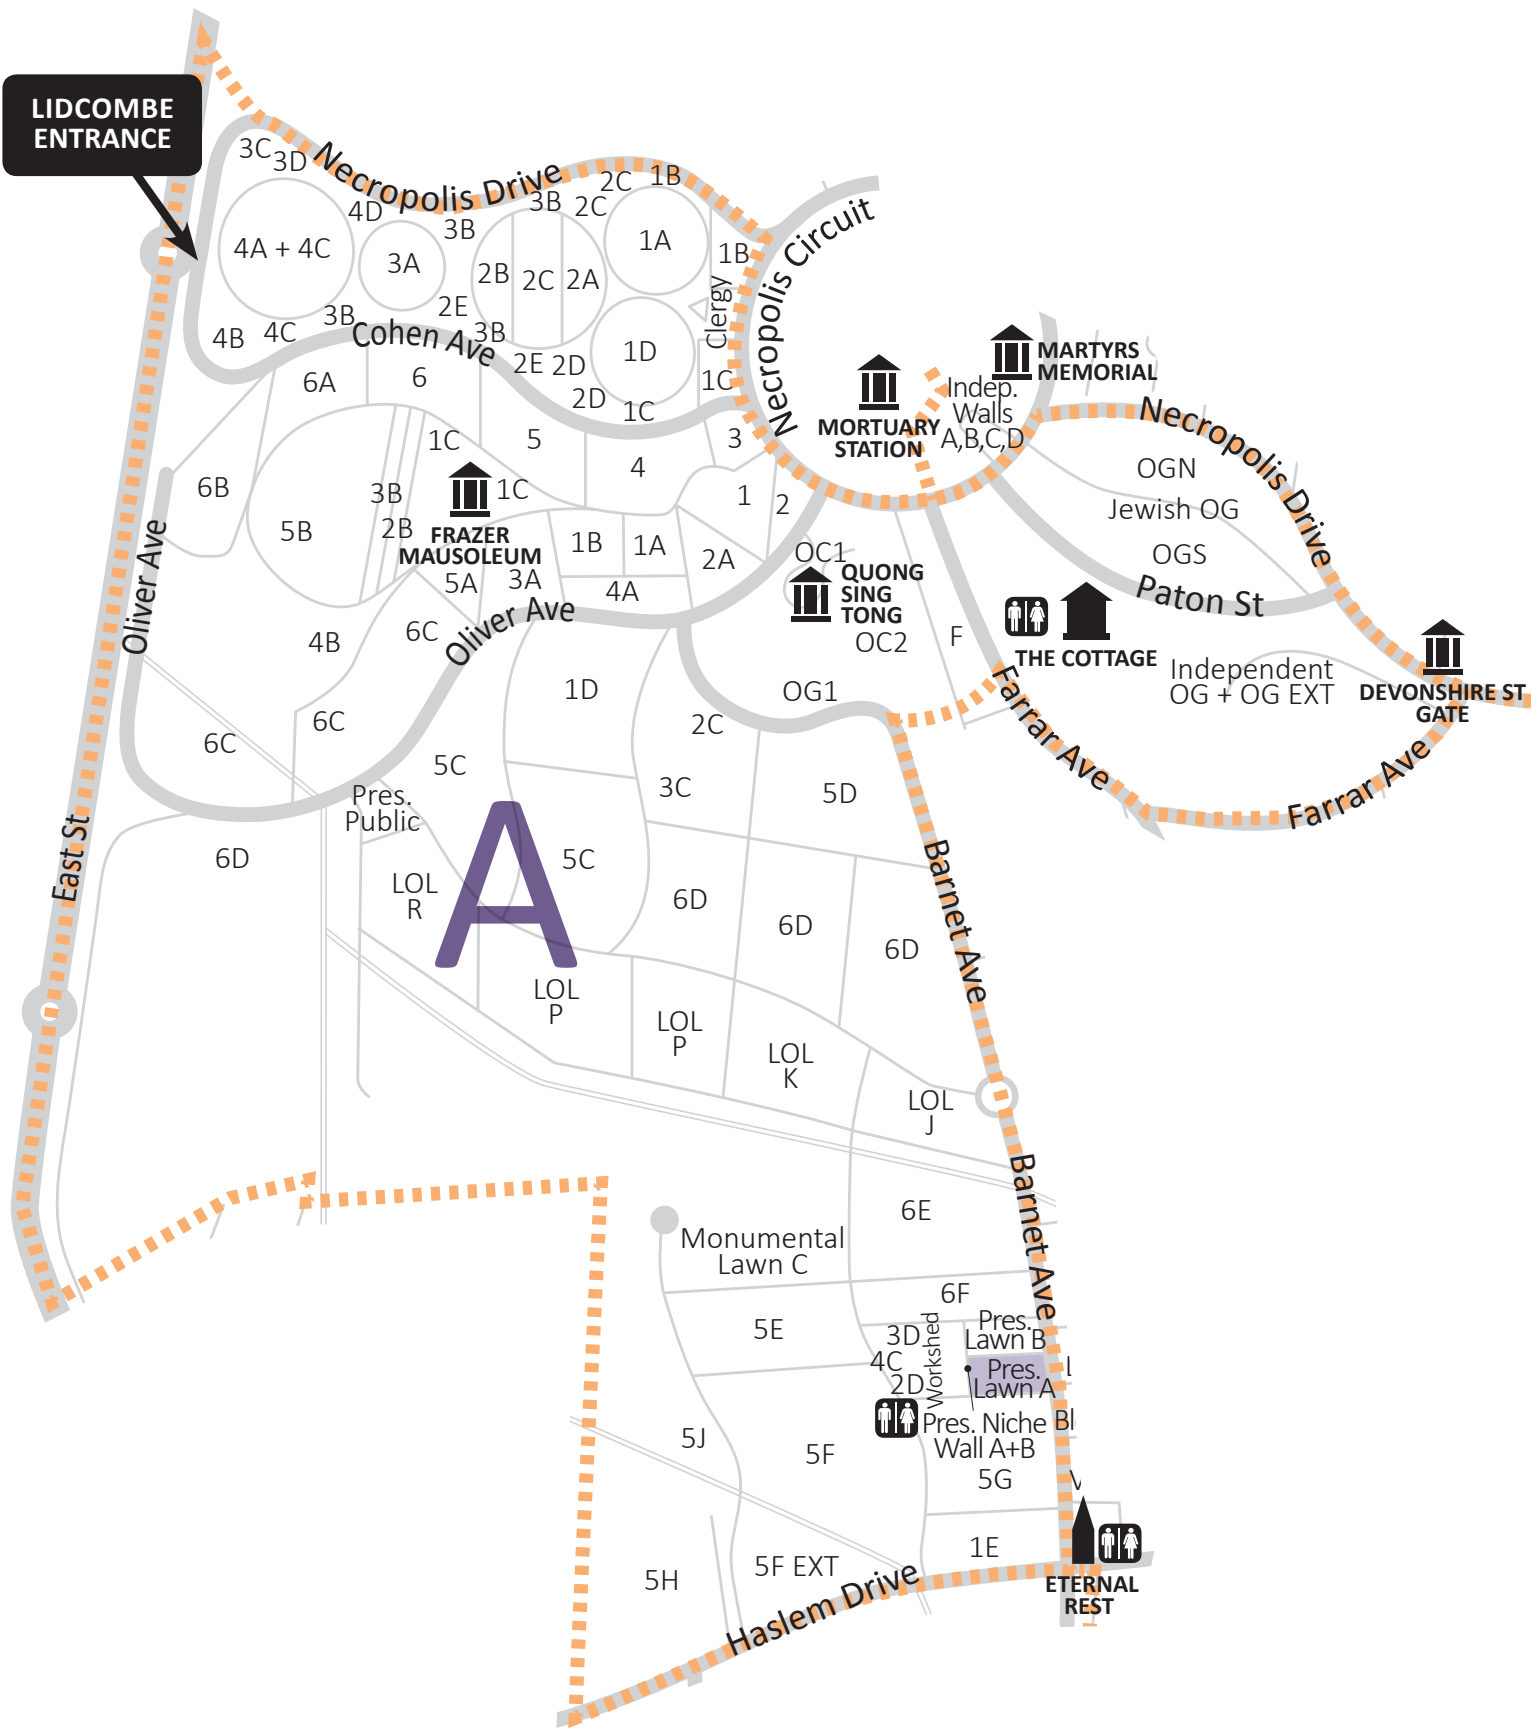 LIDCOMBE
ENTRANCE
3C
3D
Necropolis Drive
2C
1B
3B
2C
4D
3B
1A
4A + 4C
3A
2B
2C
2A
1B
Clergy
Necropolis Circuit
2E
3B
3B
4B
4C
Cohen Ave
2E
2D
1D
1C
6A
6
2D
1C
MARTYRS
MEMORIAL
Indep.
Walls
A,B,C,D
MORTUARY
STATION
Necropolis Drive
1C
5
3
4
OGN
6B
3B
1C
1
2
Jewish OG
5B
2B
FRAZER
MAUSOLEUM
1B
1A
2A
OC1
OGS
QUONG
SING
TONG
5A
3A
4A
Paton St
Oliver Ave
Oliver Ave
4B
6C
OC2
F
THE COTTAGE
Independent
OG + OG EXT
DEVONSHIRE ST
GATE
1D
OG1
Farrar Ave
6C
6C
2C
5C
3C
5D
Farrar Ave
Pres.
Public
East St
6D
LOL
R
A
5C
6D
6D
6D
Barnet Ave
LOL
P
LOL
P
LOL
K
LOL
J
Barnet Ave
6E
Monumental
Lawn C
6F
5E
3D
4C
2D
Workshed
Pres.
Lawn B
Pres.
Lawn A
Pres. Niche
Wall A+B
Bl
5J
5F
5G
1E
5H
5F EXT
Haslem Drive
ETERNAL
REST